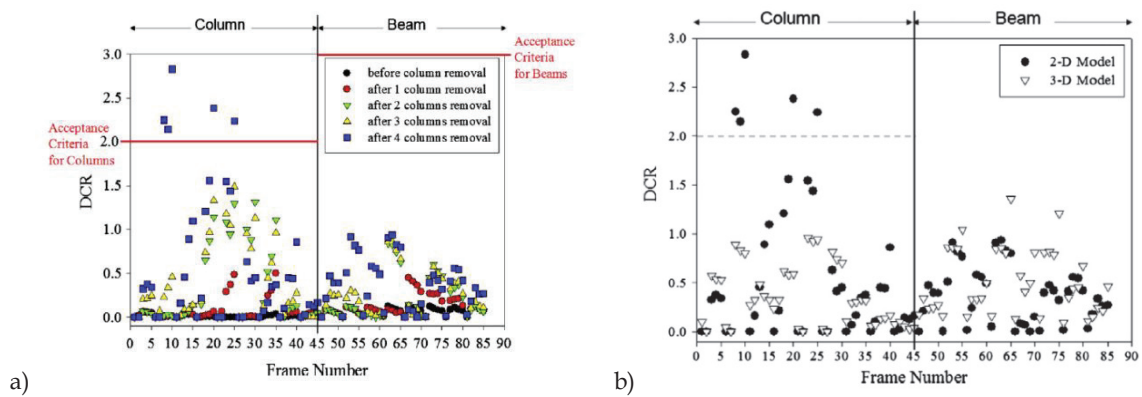 Column
Beam
3.0
2.5
2.0
1.5
1.0
0.5
0.0
DCR
Acceptance
Criteria
for Columns
Acceptance
Criteria
for Beams
before column removal
after 1 column removal
after 2 columns removal
after 3 columns removal
after 4 columns removal
0 5 10 15 20 25 30 35 40 45 50 55 60 65 70 75 80 85 90
Frame Number
a)
Column
Beam
3.0
2.5
2.0
1.5
1.0
0.5
0.0
DCR
2-D Model
3-D Model
0 5 10 15 20 25 30 35 40 45 50 55 60 65 70 75 80 85 90
Frame Number
b)